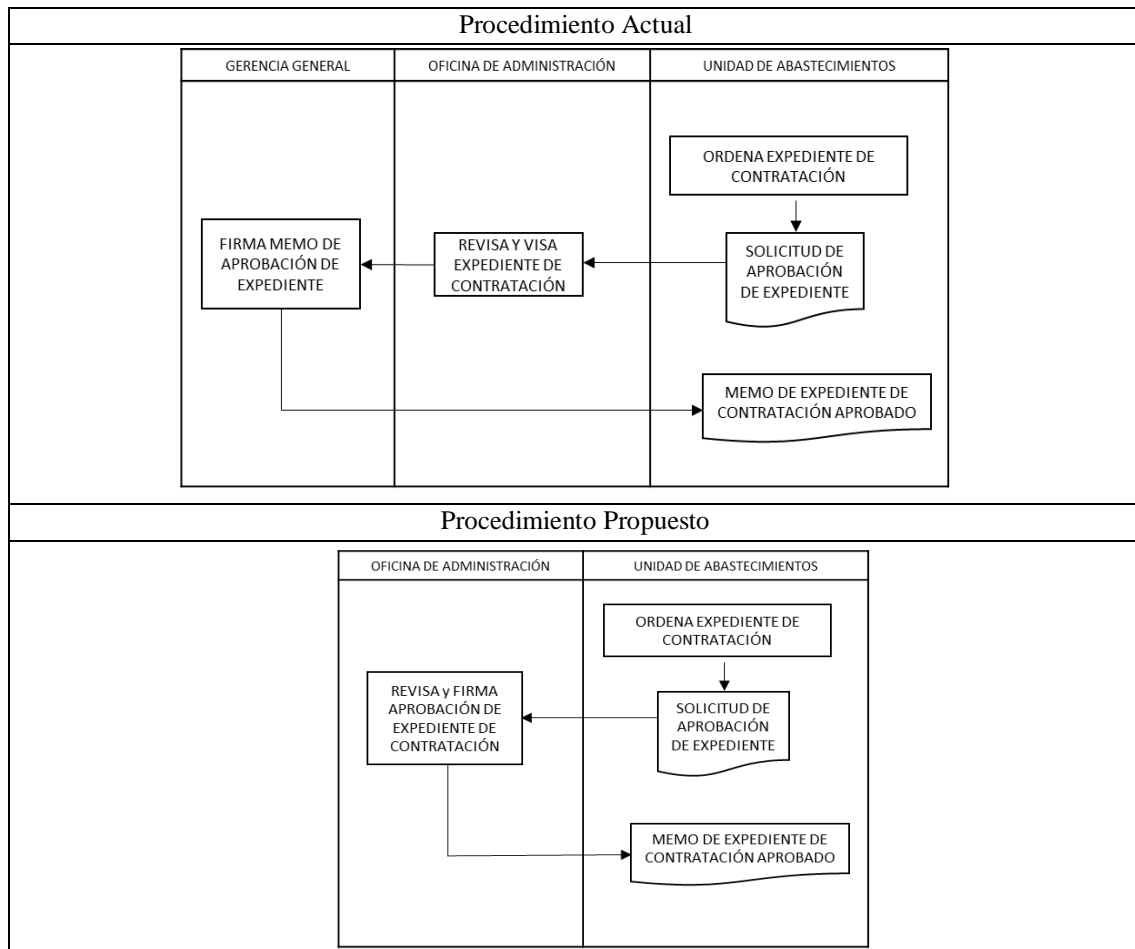 Procedimiento Actual
GERENCIA GENERAL
OFICINA DE ADMINISTRACIÓN
UNIDAD DE ABASTECIMIENTOS
ORDENA EXPEDIENTE DE
CONTRATACIÓN
FIRMA MEMO DE
APROBACIÓN DE
EXPEDIENTE
REVISA Y VISA
EXPEDIENTE DE
CONTRATACIÓN
SOLICITUD DE
APROBACIÓN
DE EXPEDIENTE
MEMO DE EXPEDIENTE DE
CONTRATACIÓN APROBADO
Procedimiento Propuesto
OFICINA DE ADMINISTRACIÓN
UNIDAD DE ABASTECIMIENTOS
ORDENA EXPEDIENTE DE
CONTRATACIÓN
REVISA y FIRMA
APROBACIÓN DE
EXPEDIENTE DE
CONTRATACIÓN
SOLICITUD DE
APROBACIÓN
DE EXPEDIENTE
MEMO DE EXPEDIENTE DE
CONTRATACIÓN APROBADO